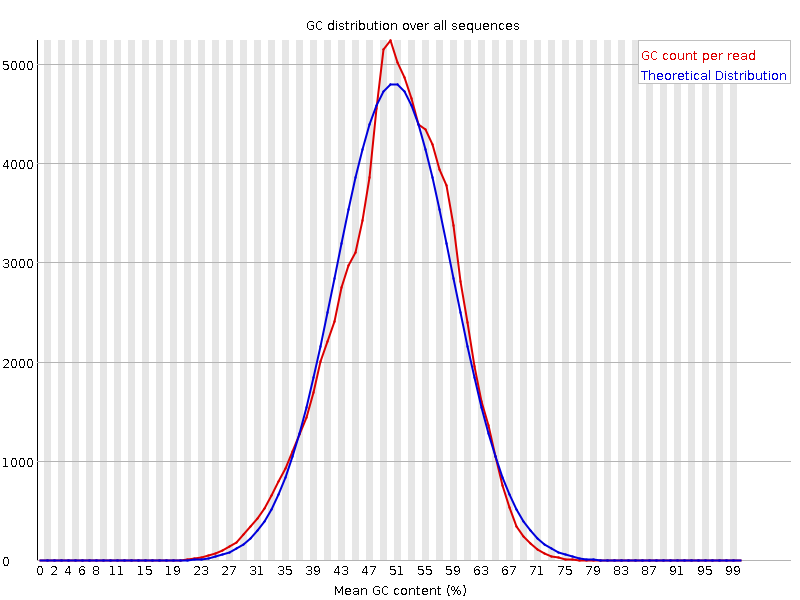 GC distribution over all sequences
GC count per read
Theoretical Distribution
5000
4000
3000
2000
1000
0
0 2 4 6 8 11 15 19 23 27 31 35 39 43 47 51 55 59 63 67 71 75 79 83 87 91 95 99
Mean GC content (%)